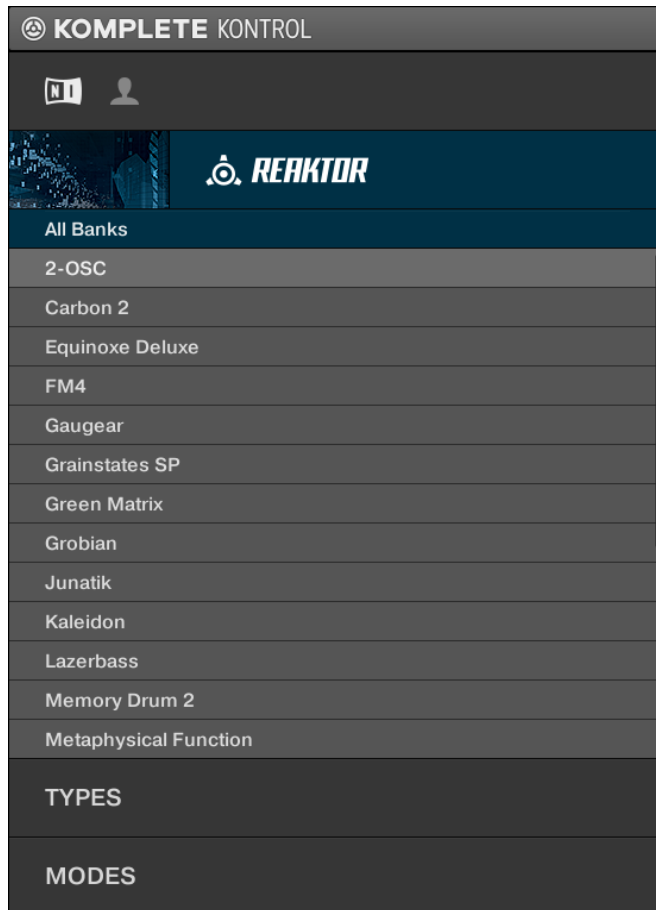 KOMPLETE KONTROL
NI
REAKTOR
All Banks
2-OSC
Carbon 2
Equinoxe Deluxe
FM4
Gaugear
Grainstates SP
Green Matrix
Grobian
Junatik
Kaleidon
Lazerbass
Memory Drum 2
Metaphysical Function
TYPES
MODES